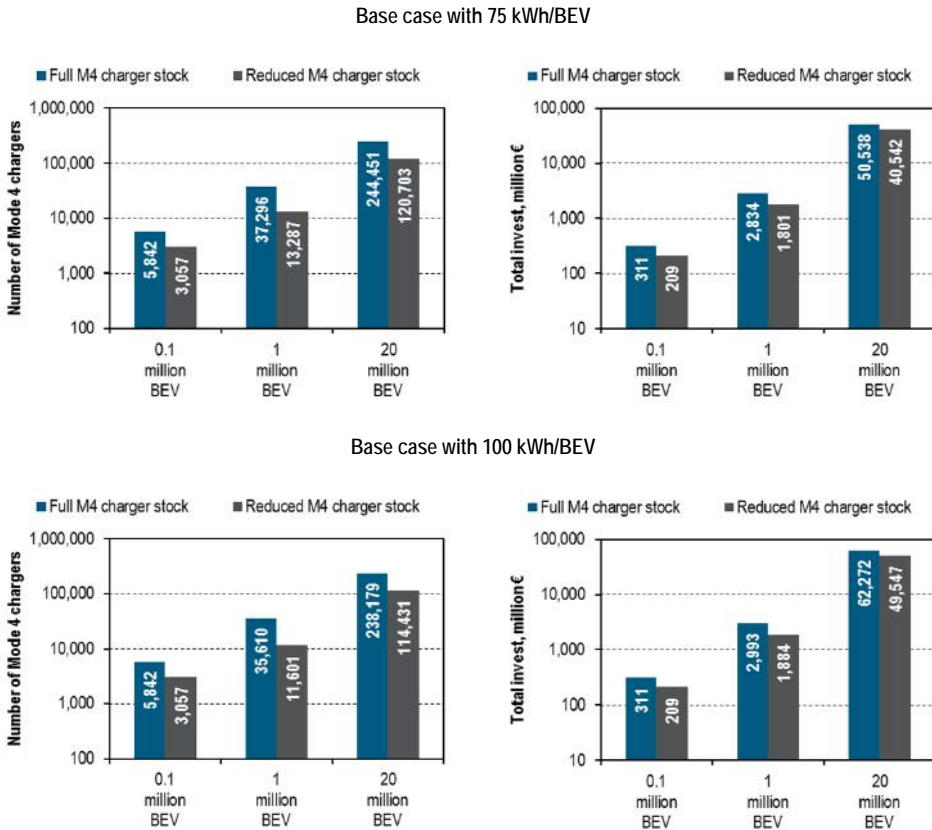 Base case with 75 kWh/BEV
Full M4 charger stock Reduced M4 charger stock
Number of Mode 4 chargers
1,000,000
100,000
10,000
1,000
100
5,842
3,057
37,296
13,287
244,451
120,703
0.1 1 20
million million million
BEV BEV BEV
Full M4 charger stock Reduced M4 charger stock
Total invest, million€
100,000
10,000
1,000
100
10
311
209
2,834
1,801
50,538
40,542
0.1 1 20
million million million
BEV BEV BEV
Base case with 100 kWh/BEV
Full M4 charger stock Reduced M4 charger stock
Number of Mode 4 chargers
1,000,000
100,000
10,000
1,000
100
5,842
3,057
35,610
11,601
238,179
114,431
0.1 1 20
million million million
BEV BEV BEV
Full M4 charger stock Reduced M4 charger stock
Total invest, million€
100,000
10,000
1,000
100
10
311
209
2,993
1,884
62,272
49,547
0.1 1 20
million million million
BEV BEV BEV